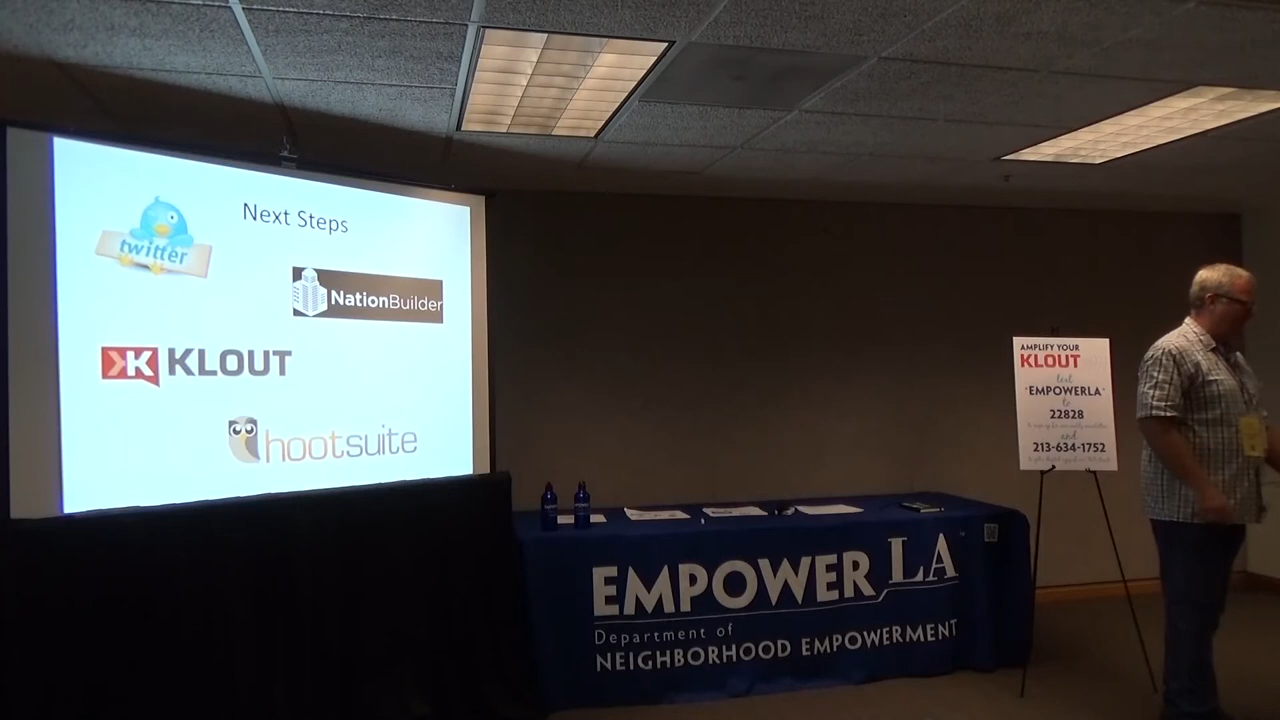 Next Steps
twitter
NationBuilder
KLOUT
hootsuite
AMPLIFY YOUR
KLOUT
text
"EMPOWERLA"
to
22828
and
213-634-1752
EMPOWER LA
Department of
NEIGHBORHOOD EMPOWERMENT